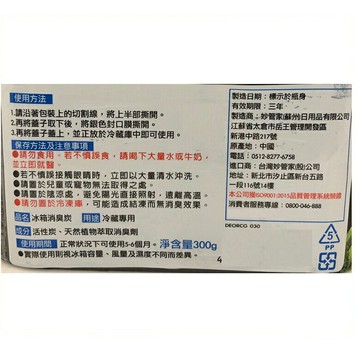 使用方法
1.請沿著包裝上的切割線，將上半部撕開。
2.再將蓋子取下後，將銀色封口膜撕開。
3.再將蓋子蓋上，並正放於冷藏庫中即可使用。
保存方法及注意事項
●請勿食用。若不慎誤食，請喝下大量水或牛奶，並立即就醫。
●若不慎誤接觸眼睛時，立即以大量清水沖洗。
●請置於兒童或寵物無法取得之處。
●請置於陰涼處，避免陽光直接照射，遠離高溫。
●請勿置於冷凍庫，可能造成結凍而無消臭效果。
品名 冰箱消臭炭 用途 冷藏專用
成分 活性炭、天然植物萃取消臭劑
使用期間 正常狀況下可使用5-6個月。淨含量300g
●實際使用則視冰箱容量、風量及濕度不同而差異。
4
製造日期：標示於瓶身
有效期限：三年
製造商：妙管家(蘇州)日用品有限公司
江蘇省太倉市岳王管理開發區
新港中路217號
原產地：中國
電話：0512-8277-6758
進口商：台灣妙管家(股)公司
地址：新北市汐止區新台五路
一段116號14樓
本公司獲ISO9001:2015品質管理系統驗證
消費者服務專線：0800-046-888
DEORCG 030
5
PP